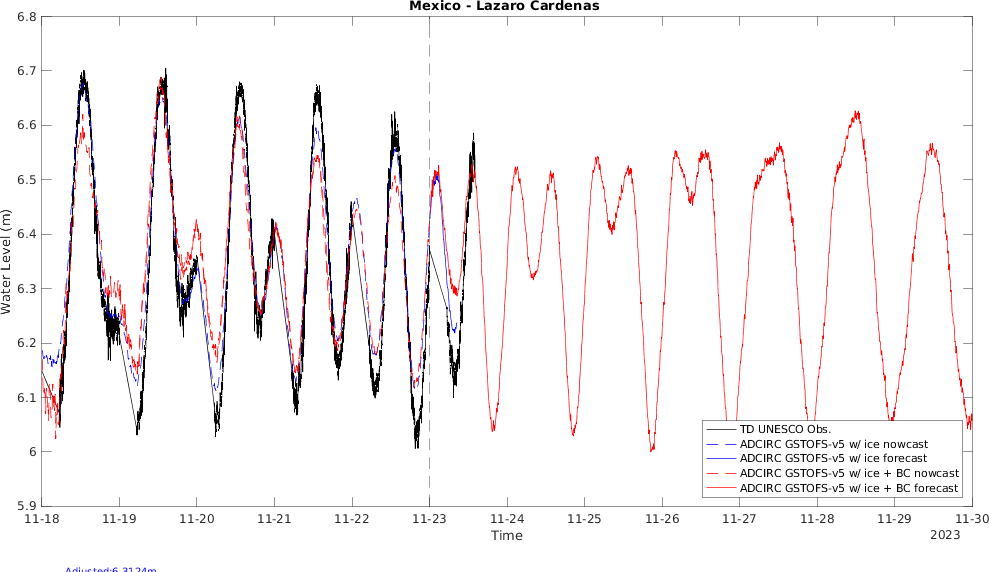 Mexico - Lazaro Cardenas
6.8
6.7
6.6
6.5
6.4
6.3
6.2
6.1
6
5.9
Water Level (m)
TD UNESCO Obs.
ADCIRC GSTOFS-v5 w/ ice nowcast
ADCIRC GSTOFS-v5 w/ ice forecast
ADCIRC GSTOFS-v5 w/ ice + BC nowcast
ADCIRC GSTOFS-v5 w/ ice + BC forecast
11-18 11-19 11-20 11-21 11-22 11-23 11-24 11-25 11-26 11-27 11-28 11-29 11-30
Time
2023
Adjusted:6.3124m